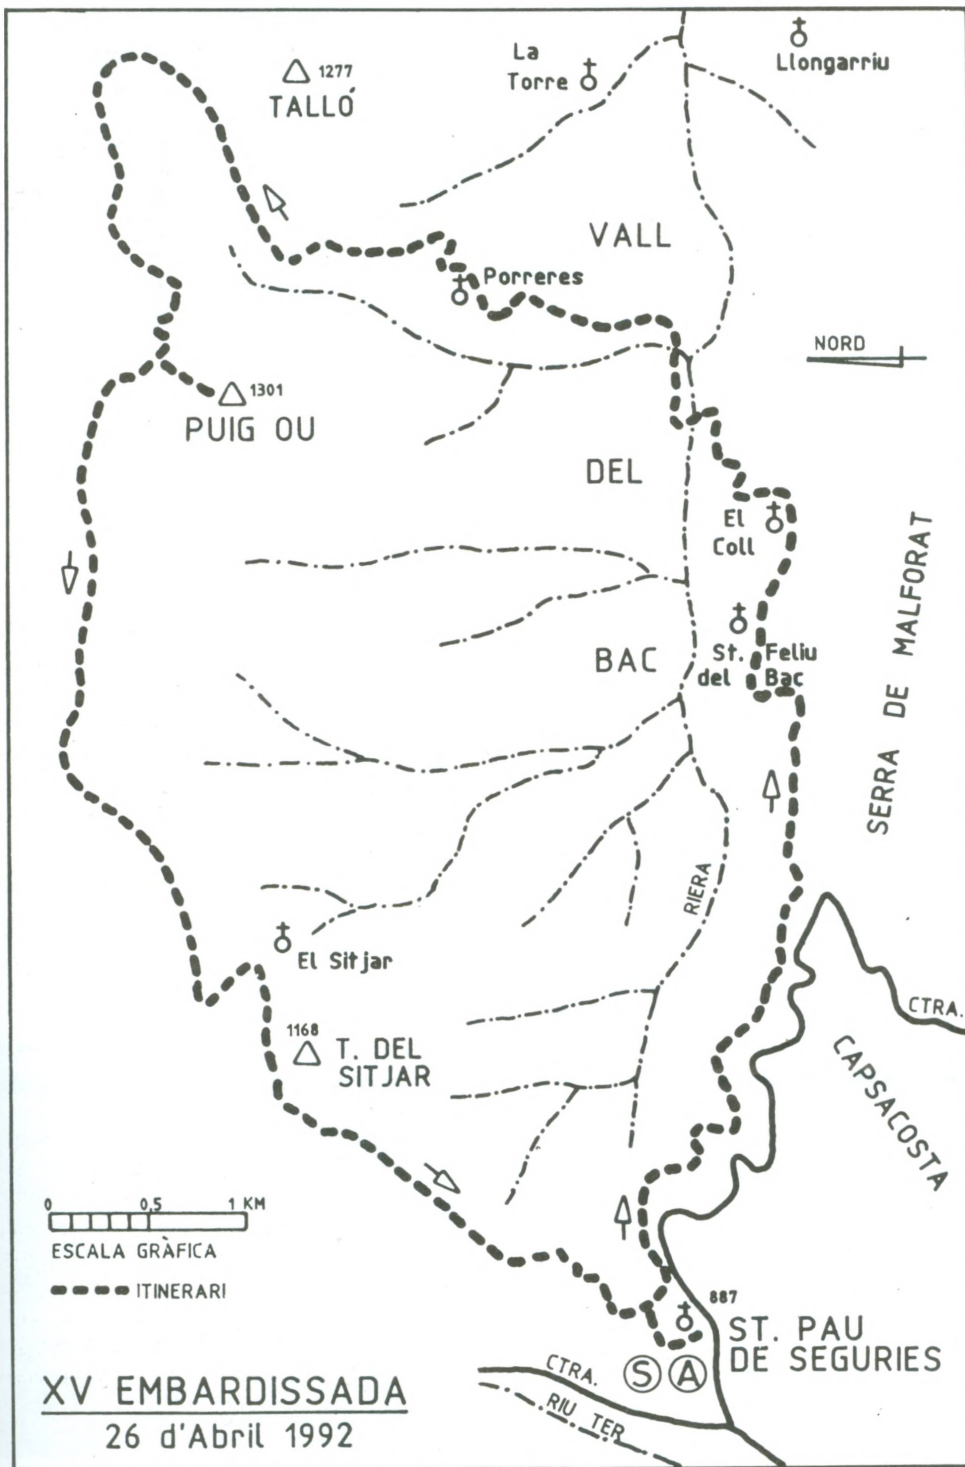 La
Torre
Llongarriu
1277
TALLÓ
VALL
Porreres
NORD
1301
PUIG OU
DEL
El
Coll
SERRA DE MALFORAT
BAC
St. Feliu
del Bac
RIERA
El Sitjar
CTRA.
1168
T. DEL
SITJAR
CAPSACOSTA
0 0,5 1 KM
ESCALA GRÀFICA
ITINERARI
887
ST. PAU
DE SEGURIES
CTRA.
S A
RIU TER
XV EMBARDISSADA
26 d'Abril 1992